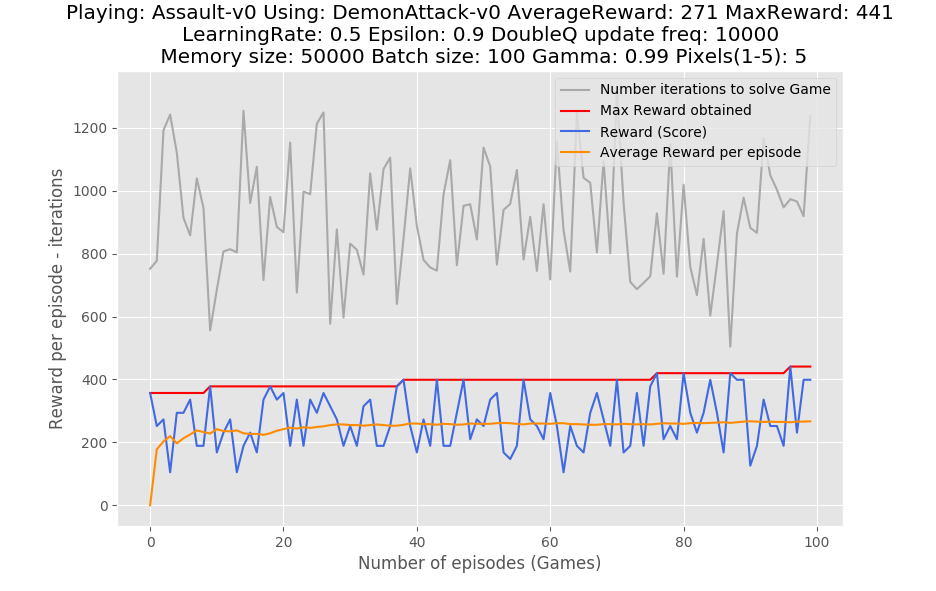 Playing: Assault-v0 Using: DemonAttack-v0 AverageReward: 271 MaxReward: 441
LearningRate: 0.5 Epsilon: 0.9 DoubleQ update freq: 10000
Memory size: 50000 Batch size: 100 Gamma: 0.99 Pixels(1-5): 5
Number iterations to solve Game
Max Reward obtained
Reward (Score)
Average Reward per episode
Reward per episode - iterations
1200
1000
800
600
400
200
0
0 20 40 60 80 100
Number of episodes (Games)